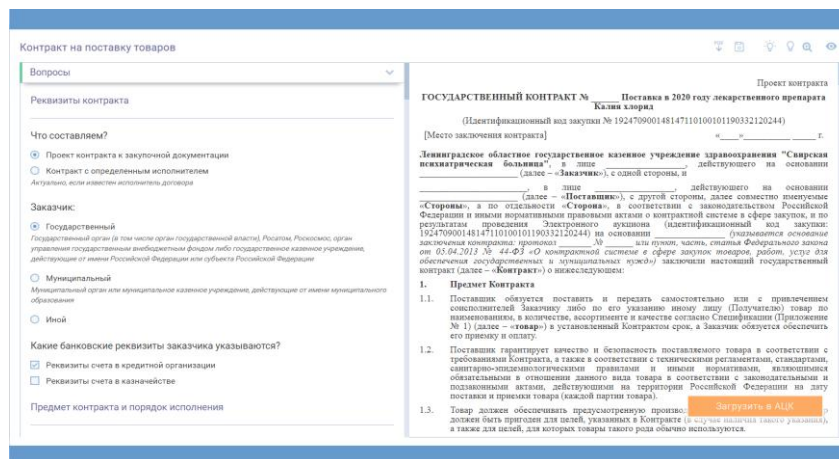 Контракт на поставку товаров
Вопросы
Реквизиты контракта
Что составляем?
Проект контракта к закупочной документации
Контракт с определенным исполнителем
Актуально, если известен исполнитель договора
Заказчик:
Государственный
Государственный орган (в том числе орган государственной власти), Росатом, Роскосмос, орган
управления государственным внебюджетным фондом либо государственное казенное учреждение,
действующие от имени Российской Федерации или субъекта Российской Федерации
Муниципальный
Муниципальный орган или муниципальное казенное учреждение, действующие от имени муниципального
образования
Иной
Какие банковские реквизиты заказчика указываются?
Реквизиты счета в кредитной организации
Реквизиты счета в казначействе
Предмет контракта и порядок исполнения
Проект контракта
ГОСУДАРСТВЕННЫЙ КОНТРАКТ № ______ Поставка в 2020 году лекарственного препарата
Калия хлорид
(Идентификационный код закупки № 192470900148147110100101190332120244)
[Место заключения контракта] «___»__________ _____ г.
Ленинградское областное государственное казенное учреждение здравоохранения "Свирская
психиатрическая больница", в лице ______________, действующего на основании
______________ (далее – «Заказчик»), с одной стороны, и
______________, в лице ______________, действующего на основании
______________ (далее – «Поставщик»), с другой стороны, далее совместно именуемые
«Стороны», а по отдельности «Сторона», в соответствии с законодательством Российской
Федерации и иными нормативными правовыми актами о контрактной системе в сфере закупок, и по
результатам проведения Электронного аукциона (идентификационный код закупки:
192470900148147110100101190332120244) на основании ______________ (указывается основание
заключения контракта: протокол ______ № ____ или пункт, часть, статья Федерального закона
от 05.04.2013 № 44-ФЗ «О контрактной системе в сфере закупок товаров, работ, услуг для
обеспечения государственных и муниципальных нужд») заключили настоящий государственный
контракт (далее – «Контракт») о нижеследующем:
1. Предмет Контракта
1.1. Поставщик обязуется поставить и передать самостоятельно или с привлечением
соисполнителей Заказчику либо по его указанию иному лицу (Получателю) товар по
наименованиям, в количестве, ассортименте и качестве согласно Спецификации (Приложение
№ 1) (далее – «товар») в установленный Контрактом срок, а Заказчик обязуется обеспечить
его приемку и оплату.
1.2. Поставщик гарантирует качество и безопасность поставляемого товара в соответствии с
требованиями Контракта, а также в соответствии с техническими регламентами, стандартами,
санитарно-эпидемиологическими правилами и иными нормативами, являющимися
обязательными в отношении данного вида товара в соответствии с законодательными и
подзаконными актами, действующими на территории Российской Федерации на дату
поставки и приемки товара (каждой партии товара).
1.3. Товар должен обеспечивать предусмотренную произво
должен быть пригоден для целей, указанных в Контракте (в случае наличия такого указания),
а также для целей, для которых товары такого рода обычно используются.
Загрузить в АЦК